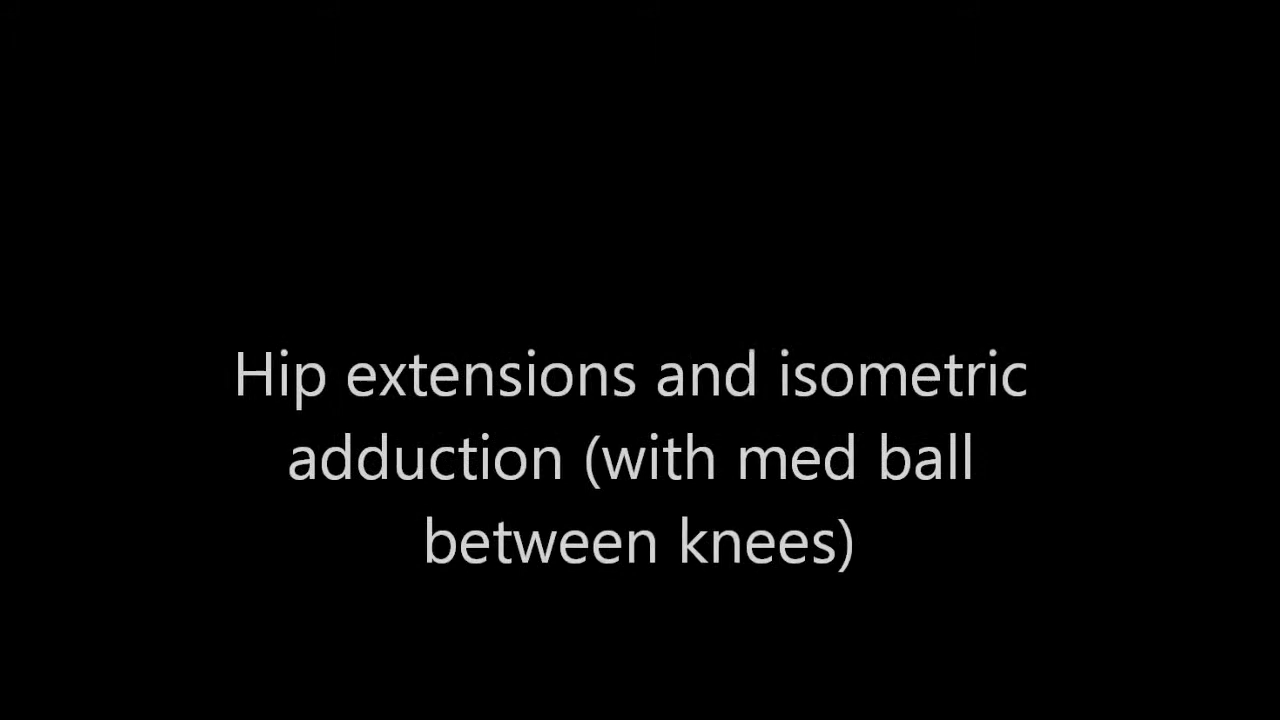 Hip extensions and isometric
adduction (with med ball
between knees)